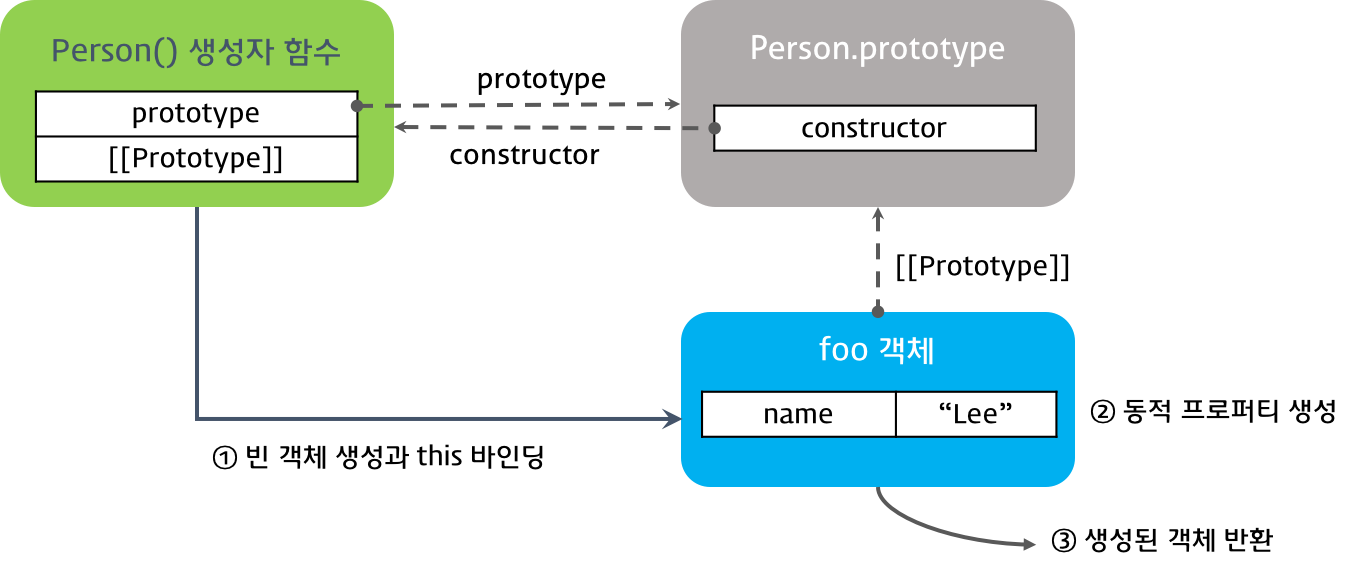 Person() 생성자 함수
prototype
[[Prototype]]
prototype
constructor
Person.prototype
constructor
[[Prototype]]
foo 객체
name
“Lee”
② 동적 프로퍼티 생성
① 빈 객체 생성과 this 바인딩
③ 생성된 객체 반환